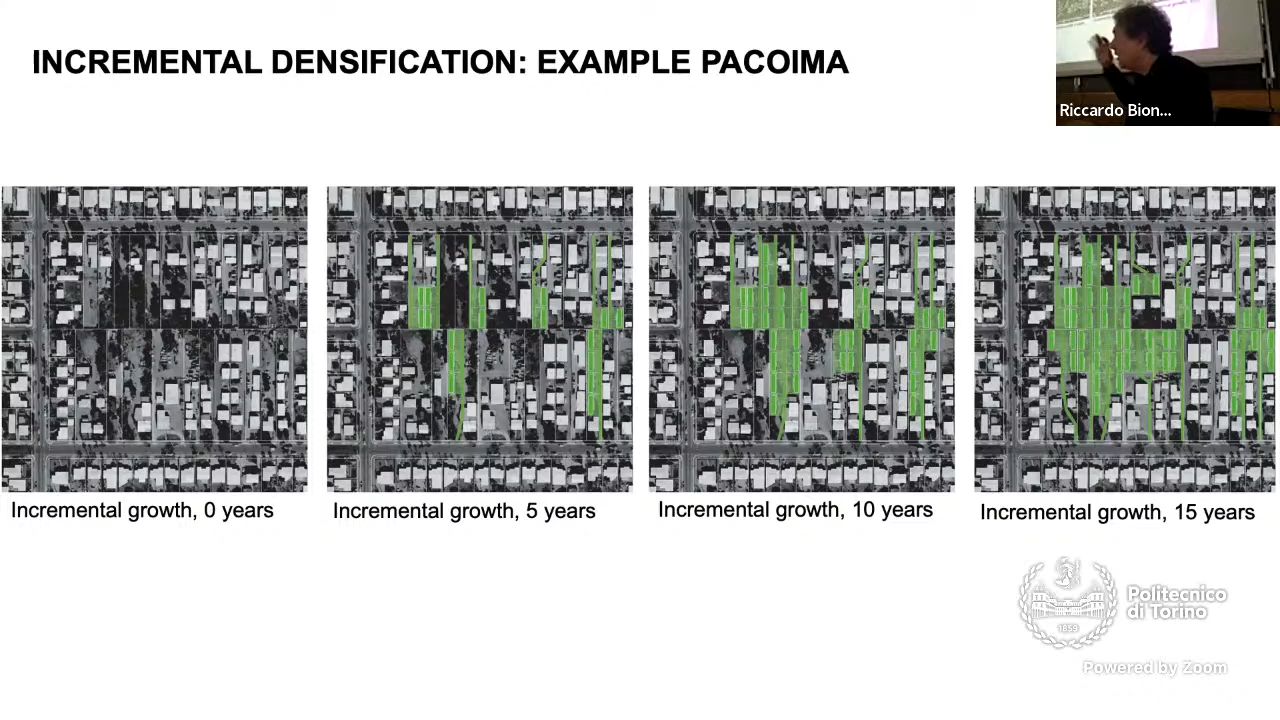 INCREMENTAL DENSIFICATION: EXAMPLE PACOIMA
Riccardo Bion...
Incremental growth, 0 years
Incremental growth, 5 years
Incremental growth, 10 years
Incremental growth, 15 years
Politecnico
di Torino
1859
Powered by Zoom